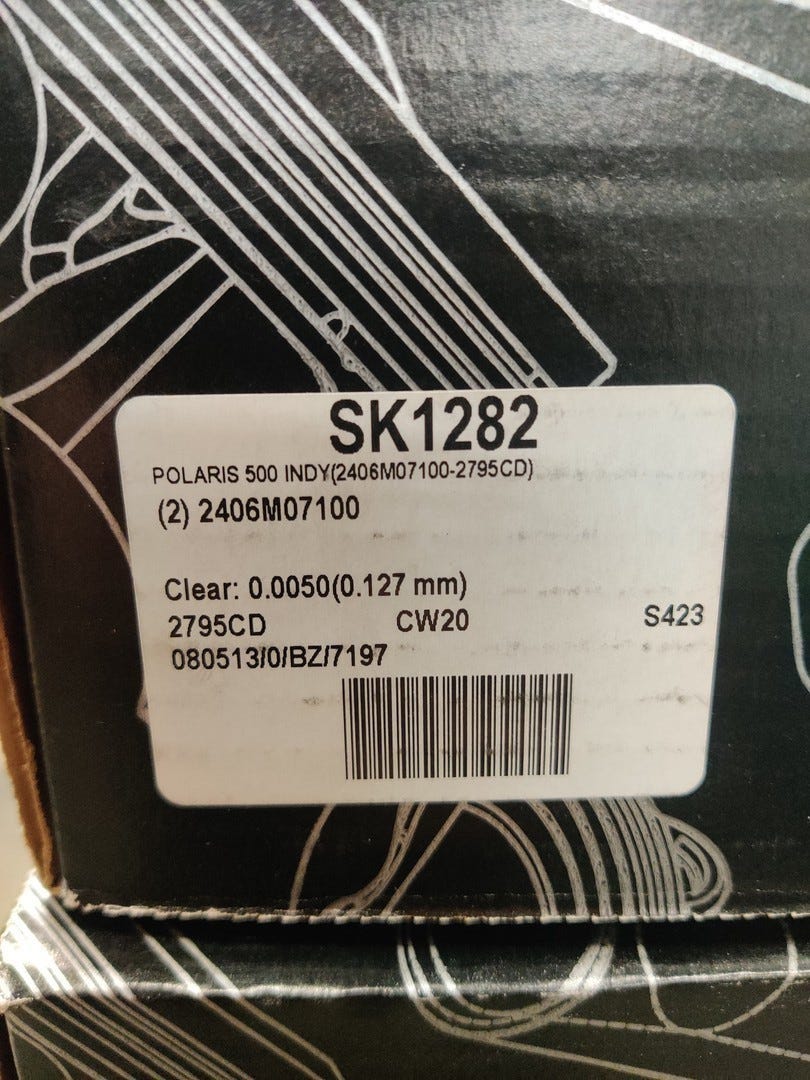 SK1282
POLARIS 500 INDY(2406M07100-2795CD)
(2) 2406M07100
Clear: 0.0050(0.127 mm)
2795CD CW20 S423
080513/0/BZ/7197